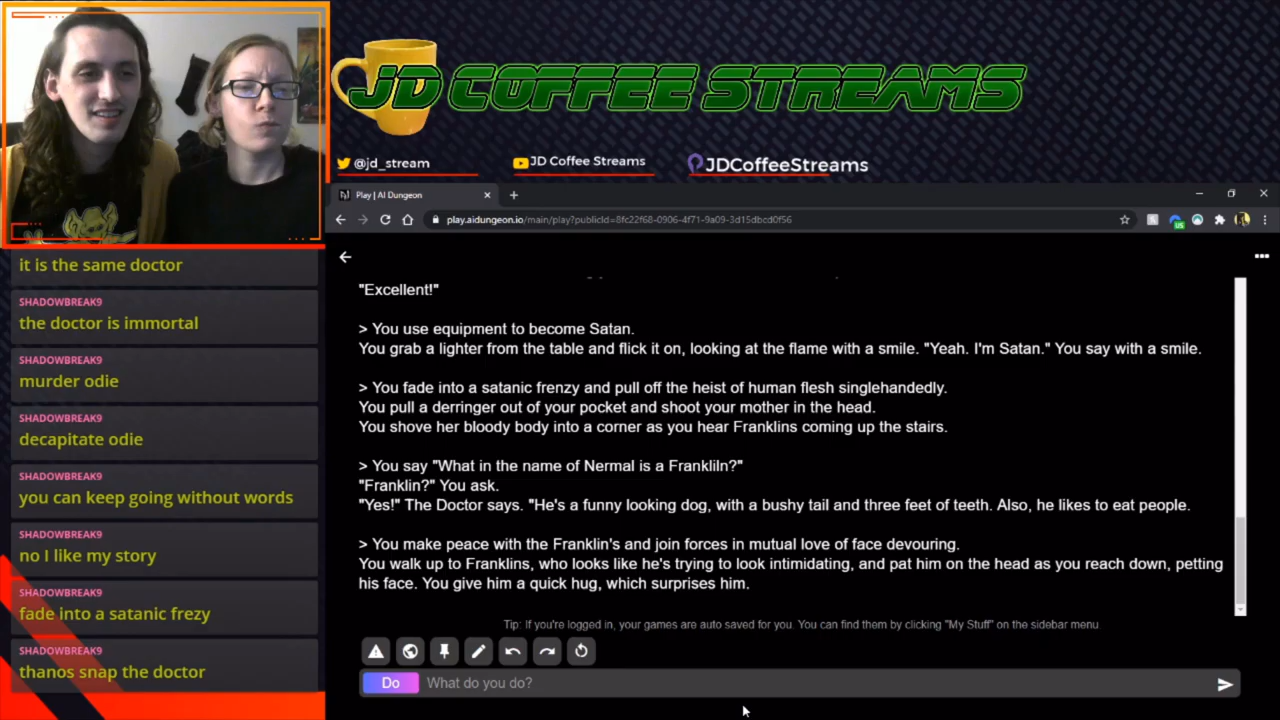 JD COFFEE STREAMS
@jd_stream
JD Coffee Streams
JDCoffeeStreams
Play | AI Dungeon
play.aidungeon.io/main/play?publicId=8fc22f68-0906-4f71-9a09-3d15dbcd0f56
it is the same doctor
SHADOWBREAK9
the doctor is immortal
SHADOWBREAK9
murder odie
SHADOWBREAK9
decapitate odie
SHADOWBREAK9
you can keep going without words
SHADOWBREAK9
no I like my story
SHADOWBREAK9
fade into a satanic frezy
SHADOWBREAK9
thanos snap the doctor
"Excellent!"
> You use equipment to become Satan.
You grab a lighter from the table and flick it on, looking at the flame with a smile. "Yeah. I'm Satan." You say with a smile.
> You fade into a satanic frenzy and pull off the heist of human flesh singlehandedly.
You pull a derringer out of your pocket and shoot your mother in the head.
You shove her bloody body into a corner as you hear Franklins coming up the stairs.
> You say "What in the name of Nermal is a Frankliln?"
"Franklin?" You ask.
"Yes!" The Doctor says. "He's a funny looking dog, with a bushy tail and three feet of teeth. Also, he likes to eat people.
> You make peace with the Franklin's and join forces in mutual love of face devouring.
You walk up to Franklins, who looks like he's trying to look intimidating, and pat him on the head as you reach down, petting
his face. You give him a quick hug, which surprises him.
Tip: If you're logged in, your games are auto saved for you. You can find them by clicking "My Stuff" on the sidebar menu.
Do
What do you do?